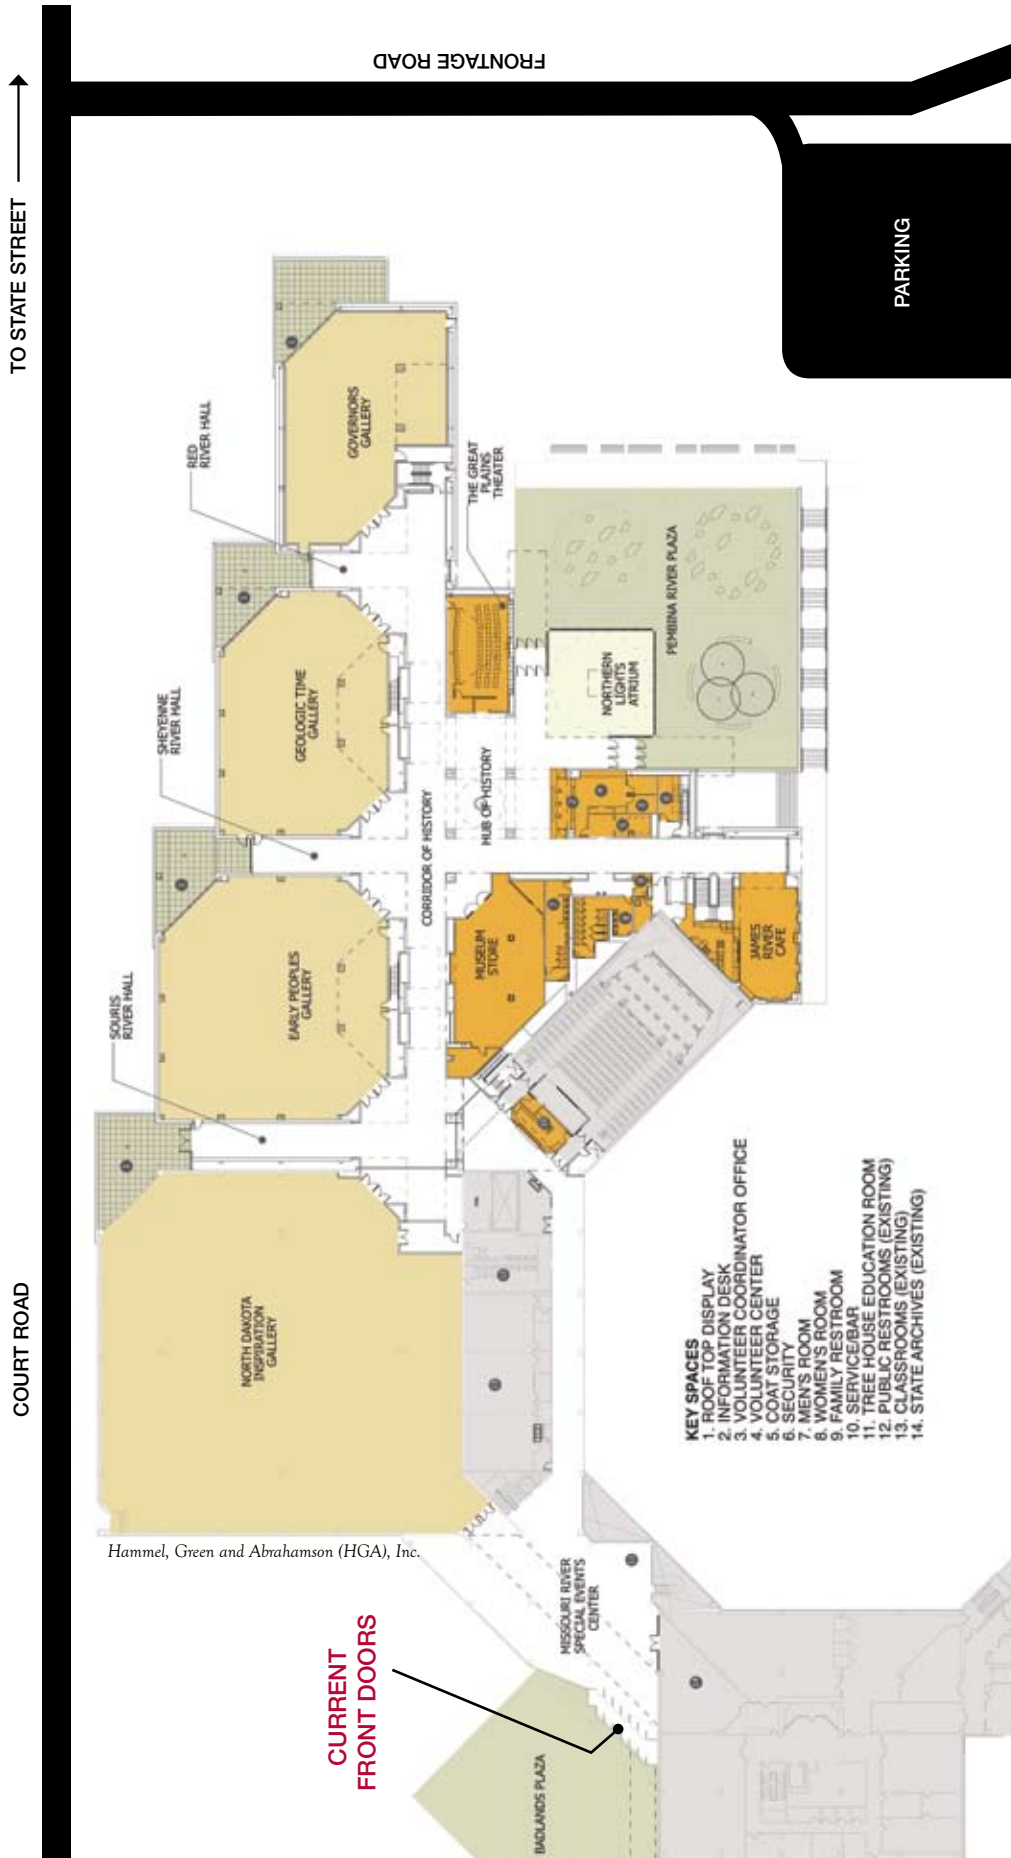 FRONTAGE ROAD
TO STATE STREET
PARKING
COURT ROAD
RED
RIVER HALL
GOVERNORS
GALLERY
THE GREAT
PLAINS
THEATER
SHEYENNE
RIVER HALL
GEOLOGIC TIME
GALLERY
NORTHERN
LIGHTS
ATRIUM
PEMBINA RIVER PLAZA
CORRIDOR OF HISTORY
HUB OF HISTORY
SOURIS
RIVER HALL
EARLY PEOPLES
GALLERY
MUSEUM
STORE
JAMES
RIVER
CAFE
NORTH DAKOTA
INSPIRATION
GALLERY
KEY SPACES
1. ROOF TOP DISPLAY
2. INFORMATION DESK
3. VOLUNTEER COORDINATOR OFFICE
4. VOLUNTEER CENTER
5. COAT STORAGE
6. SECURITY
7. MEN'S ROOM
8. WOMEN'S ROOM
9. FAMILY RESTROOM
10. SERVICE/BAR
11. TREE HOUSE EDUCATION ROOM
12. PUBLIC RESTROOMS (EXISTING)
13. CLASSROOMS (EXISTING)
14. STATE ARCHIVES (EXISTING)
Hammel, Green and Abrahamson (HGA), Inc.
MISSOURI RIVER
SPECIAL EVENTS
CENTER
CURRENT
FRONT DOORS
BADLANDS PLAZA